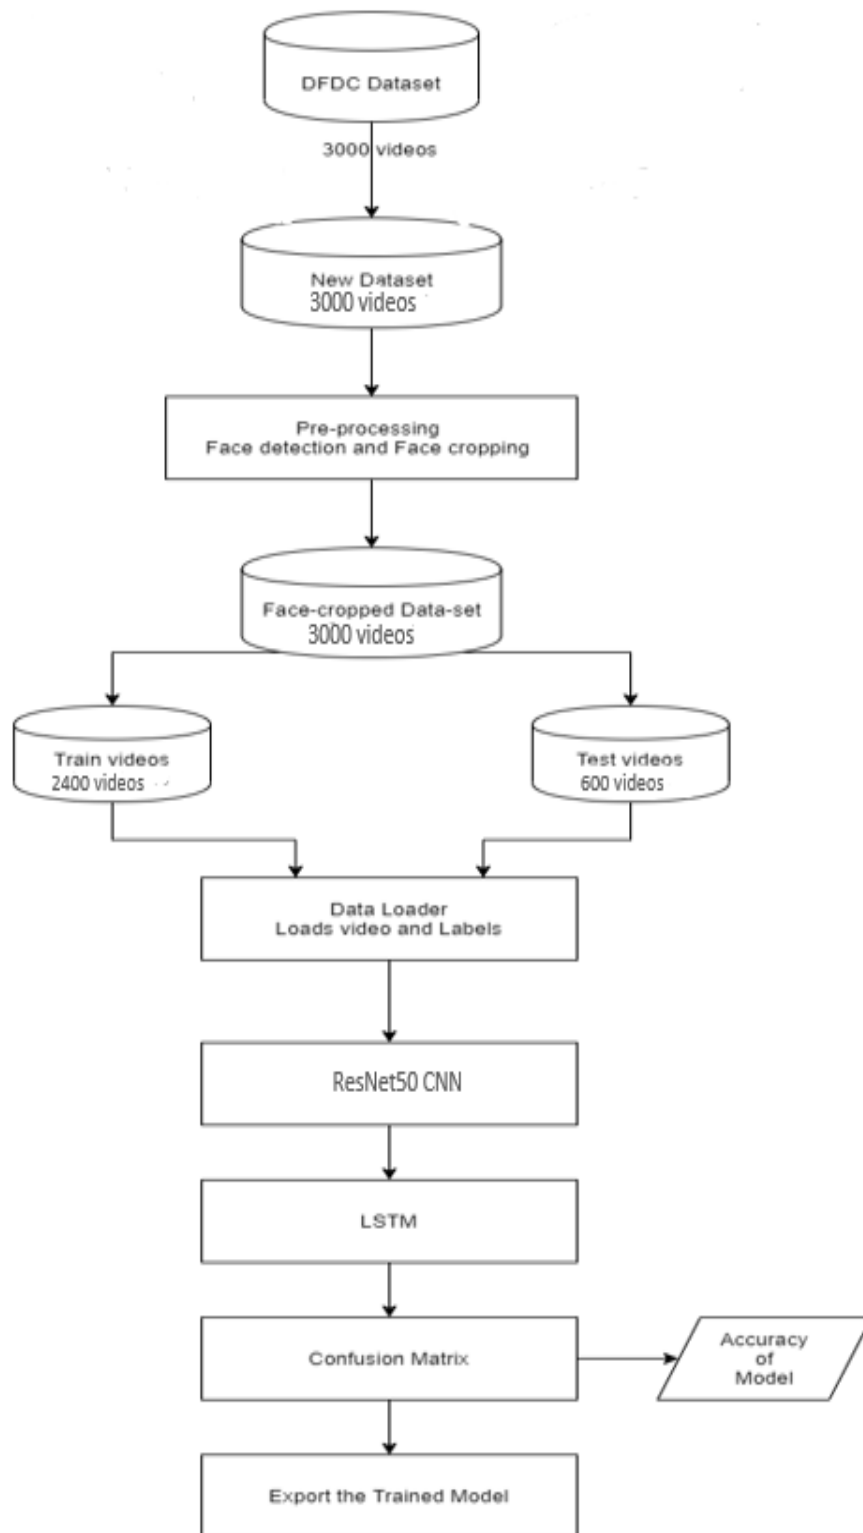 DFDC Dataset
3000 videos
New Dataset
3000 videos
Pre-processing
Face detection and Face cropping
Face-cropped Data-set
3000 videos
Train videos
2400 videos
Test videos
600 videos
Data Loader
Loads video and Labels
ResNet50 CNN
LSTM
Confusion Matrix
Accuracy
of
Model
Export the Trained Model